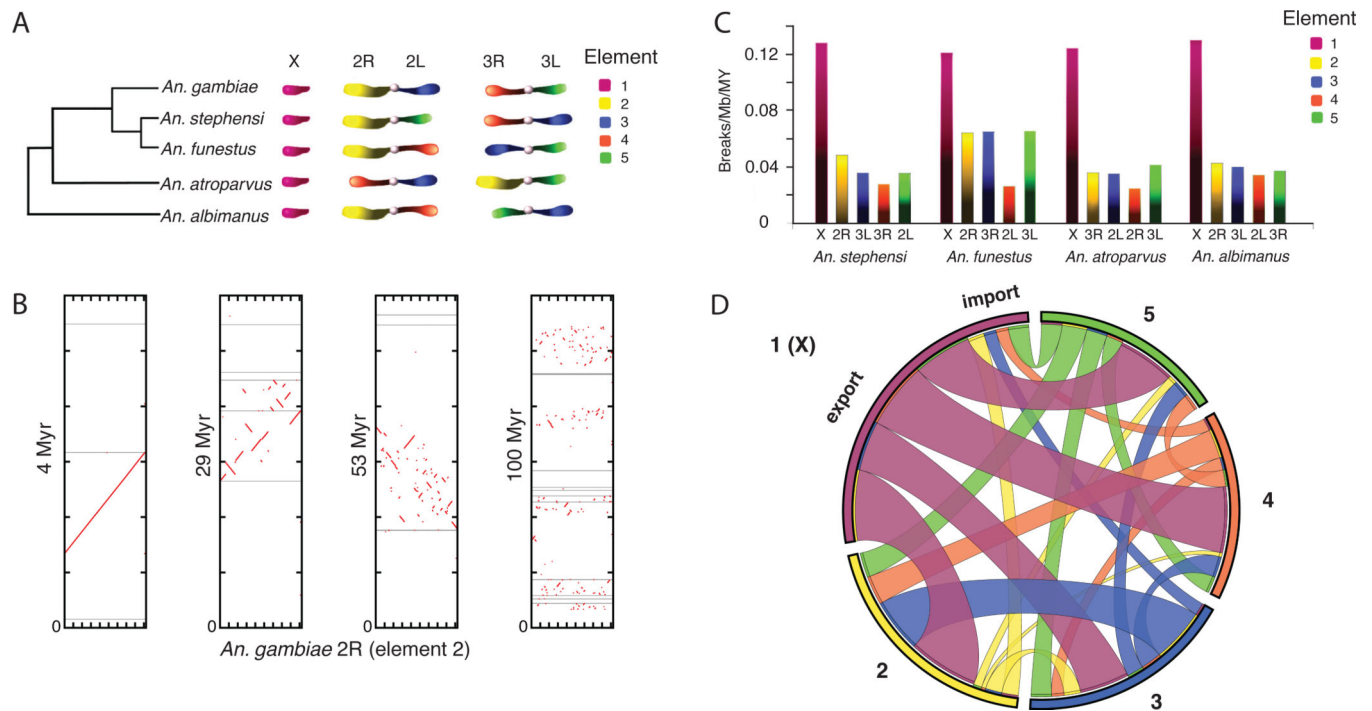 A
X 2R 2L 3R 3L
Element
1
2
3
4
5
An. gambiae
An. stephensi
An. funestus
An. atroparvus
An. albimanus
B
4 Myr
0
29 Myr
0
53 Myr
0
100 Myr
0
An. gambiae 2R (element 2)
C
Element
1
2
3
4
5
Breaks/Mb/MY
0.12
0.08
0.04
0
X 2R 3L 3R 2L
An. stephensi
X 2R 3R 2L 3L
An. funestus
X 3R 2L 2R 3L
An. atroparvus
X 2R 3L 2L 3R
An. albimanus
D
1 (X)
import
export
5
4
3
2